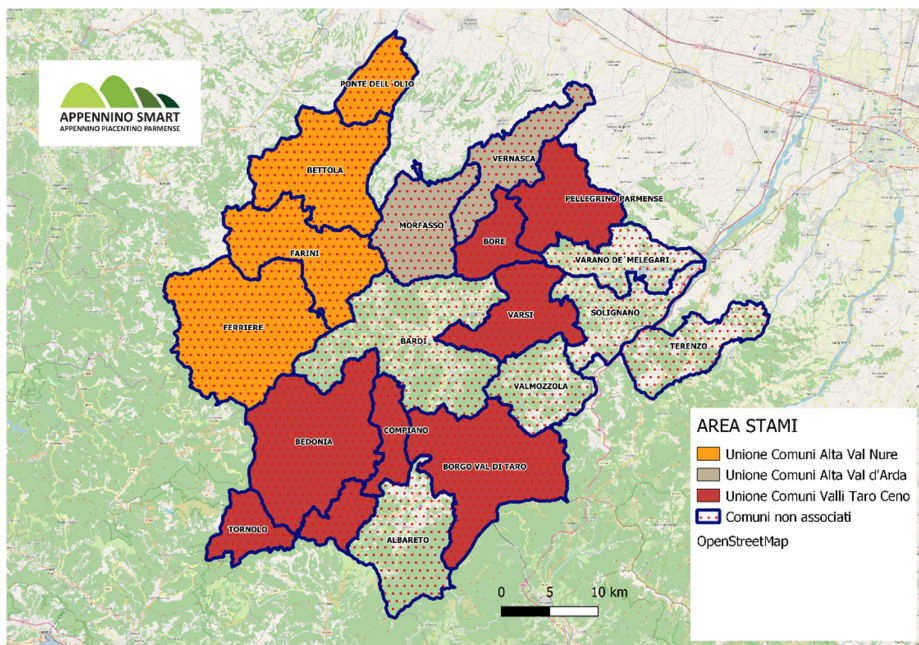 APPENNINO SMART
APPENNINO PIACENTINO PARMENSE
PONTE DELL'OLIO
BETTOLA
VERNASCA
PELLEGRINO PARMENSE
MORFASSO
BORE
FARINI
VARANO DE' MELEGARI
SOLIGNANO
FERRIERE
VARSI
BARDI
TERENZO
VALMOZZOLA
BEDONIA
COMPIANO
BORGO VAL DI TARO
TORNOLO
ALBARETO
AREA STAMI
Unione Comuni Alta Val Nure
Unione Comuni Alta Val d'Arda
Unione Comuni Valli Taro Ceno
Comuni non associati
OpenStreetMap
0 5 10 km